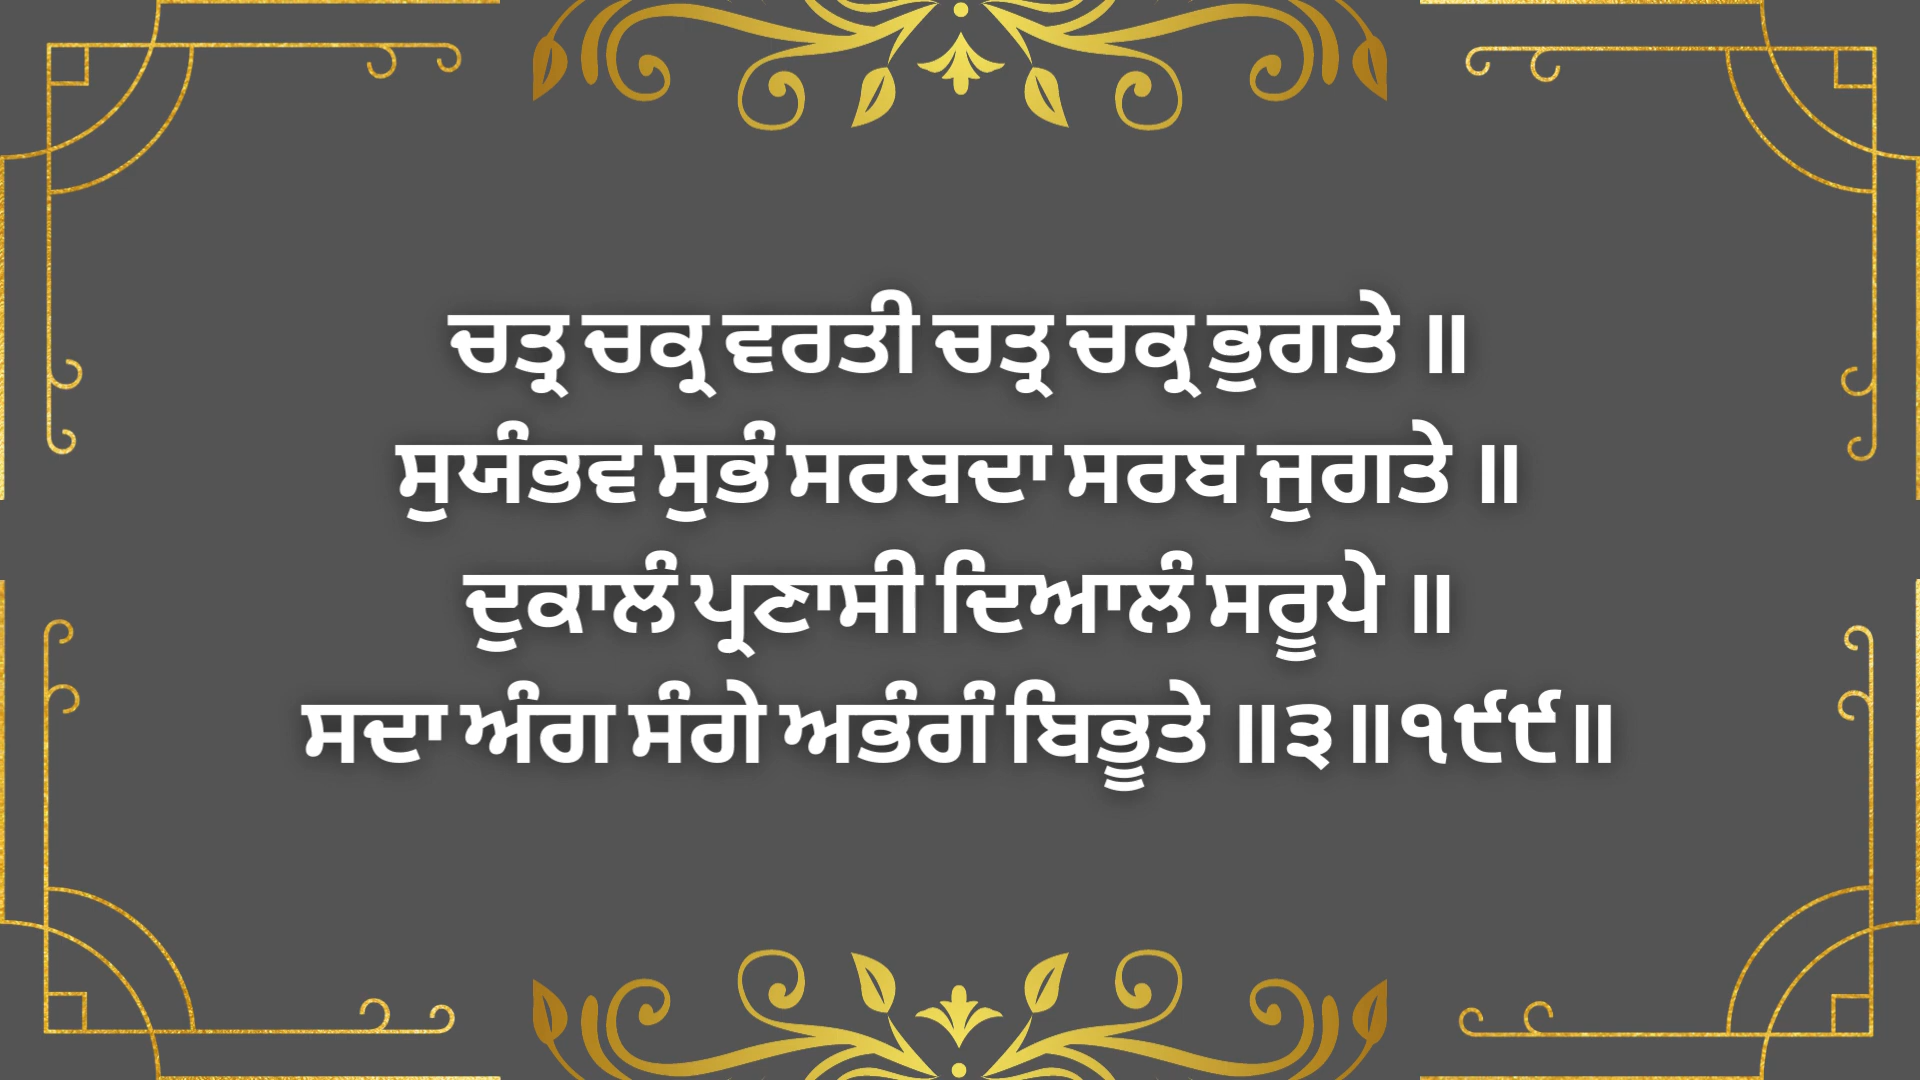 ਚਤ੍ਰ ਚਕ੍ਰ ਵਰਤੀ ਚਤ੍ਰ ਚਕ੍ਰ ਭੁਗਤੇ ॥
ਸੁਯੰਭਵ ਸੁਭੰ ਸਰਬਦਾ ਸਰਬ ਜੁਗਤੇ ॥
ਦੁਕਾਲੰ ਪ੍ਰਣਾਸੀ ਦਿਆਲੰ ਸਰੂਪੇ ॥
ਸਦਾ ਅੰਗ ਸੰਗੇ ਅਭੰਗੰ ਬਿਭੂਤੇ ॥੩॥੧੯੯॥